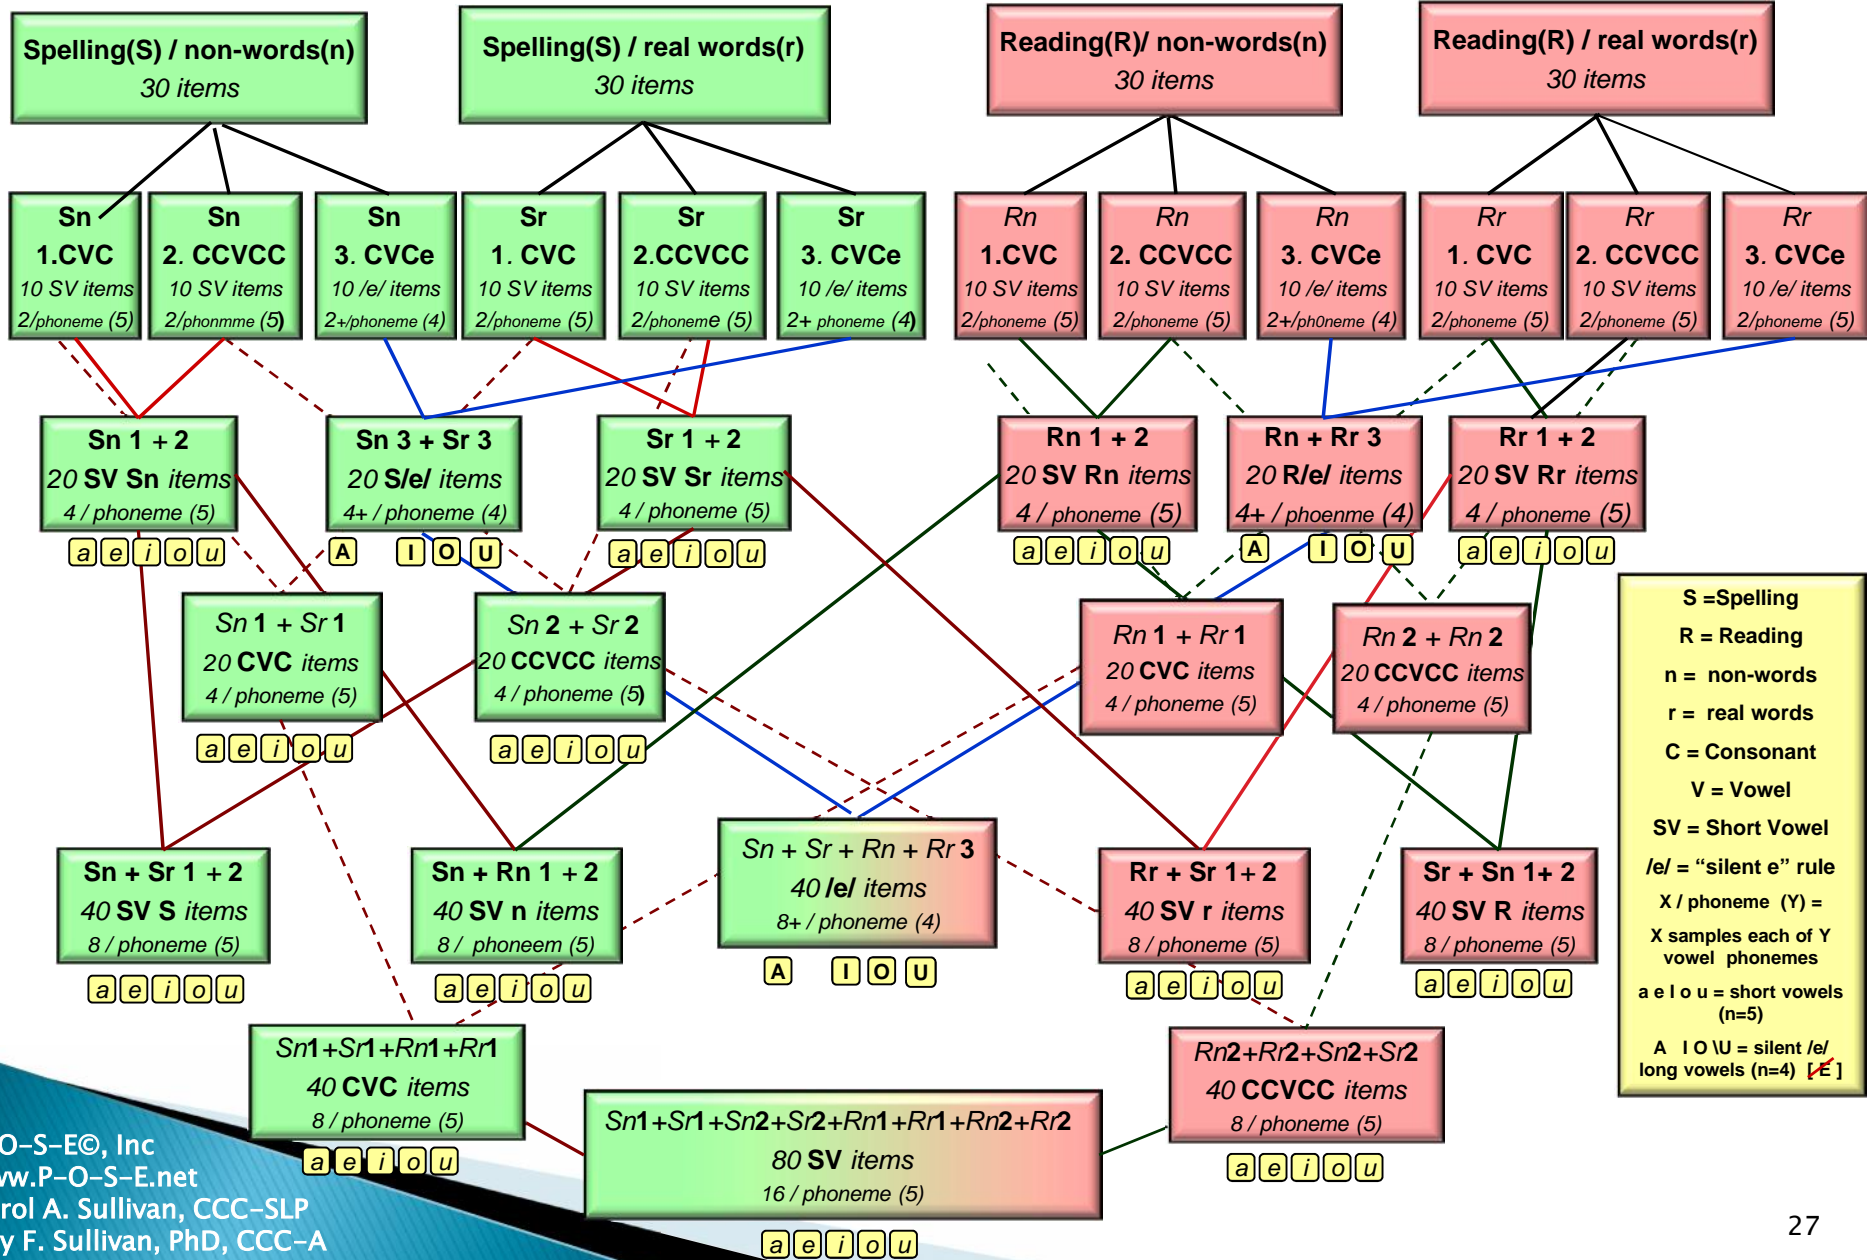 Spelling(S) / non-words(n)
30 items
Spelling(S) / real words(r)
30 items
Reading(R)/ non-words(n)
30 items
Reading(R) / real words(r)
30 items
Sn
1.CVC
10 SV items
2/phoneme (5)
Sn
2. CCVCC
10 SV items
2/phonmme (5)
Sn
3. CVCe
10 /e/ items
2+/phoneme (4)
Sr
1. CVC
10 SV items
2/phoneme (5)
Sr
2.CCVCC
10 SV items
2/phoneme (5)
Sr
3. CVCe
10 /e/ items
2+ phoneme (4)
Rn
1.CVC
10 SV items
2/phoneme (5)
Rn
2. CCVCC
10 SV items
2/phoneme (5)
Rn
3. CVCe
10 /e/ items
2+/ph0neme (4)
Rr
1. CVC
10 SV items
2/phoneme (5)
Rr
2. CCVCC
10 SV items
2/phoneme (5)
Rr
3. CVCe
10 /e/ items
2/phoneme (5)
Sn 1 + 2
20 SV Sn items
4 / phoneme (5)
a e i o u
Sn 3 + Sr 3
20 S/e/ items
4+ / phoneme (4)
A I O U
Sr 1 + 2
20 SV Sr items
4 / phoneme (5)
a e i o u
Rn 1 + 2
20 SV Rn items
4 / phoneme (5)
a e i o u
Rn + Rr 3
20 R/e/ items
4+ / phoenme (4)
A I O U
Rr 1 + 2
20 SV Rr items
4 / phoneme (5)
a e i o u
Sn 1 + Sr 1
20 CVC items
4 / phoneme (5)
a e i o u
Sn 2 + Sr 2
20 CCVCC items
4 / phoneme (5)
a e i o u
Rn 1 + Rr 1
20 CVC items
4 / phoneme (5)
Rn 2 + Rn 2
20 CCVCC items
4 / phoneme (5)
S =Spelling
R = Reading
n = non-words
r = real words
C = Consonant
V = Vowel
SV = Short Vowel
/e/ = “silent e” rule
X / phoneme (Y) =
X samples each of Y
vowel phonemes
a e I o u = short vowels
(n=5)
A I O \U = silent /e/
long vowels (n=4) [ E ]
Sn + Sr 1 + 2
40 SV S items
8 / phoneme (5)
a e i o u
Sn + Rn 1 + 2
40 SV n items
8 / phoneem (5)
a e i o u
Sn + Sr + Rn + Rr 3
40 /e/ items
8+ / phoneme (4)
A I O U
Rr + Sr 1+ 2
40 SV r items
8 / phoneme (5)
a e i o u
Sr + Sn 1+ 2
40 SV R items
8 / phoneme (5)
a e i o u
Sn1+Sr1+Rn1+Rr1
40 CVC items
8 / phoneme (5)
a e i o u
Sn1+Sr1+Sn2+Sr2+Rn1+Rr1+Rn2+Rr2
80 SV items
16 / phoneme (5)
a e i o u
Rn2+Rr2+Sn2+Sr2
40 CCVCC items
8 / phoneme (5)
a e i o u
O-S-E©, Inc
w.P-O-S-E.net
rol A. Sullivan, CCC-SLP
y F. Sullivan, PhD, CCC-A
27